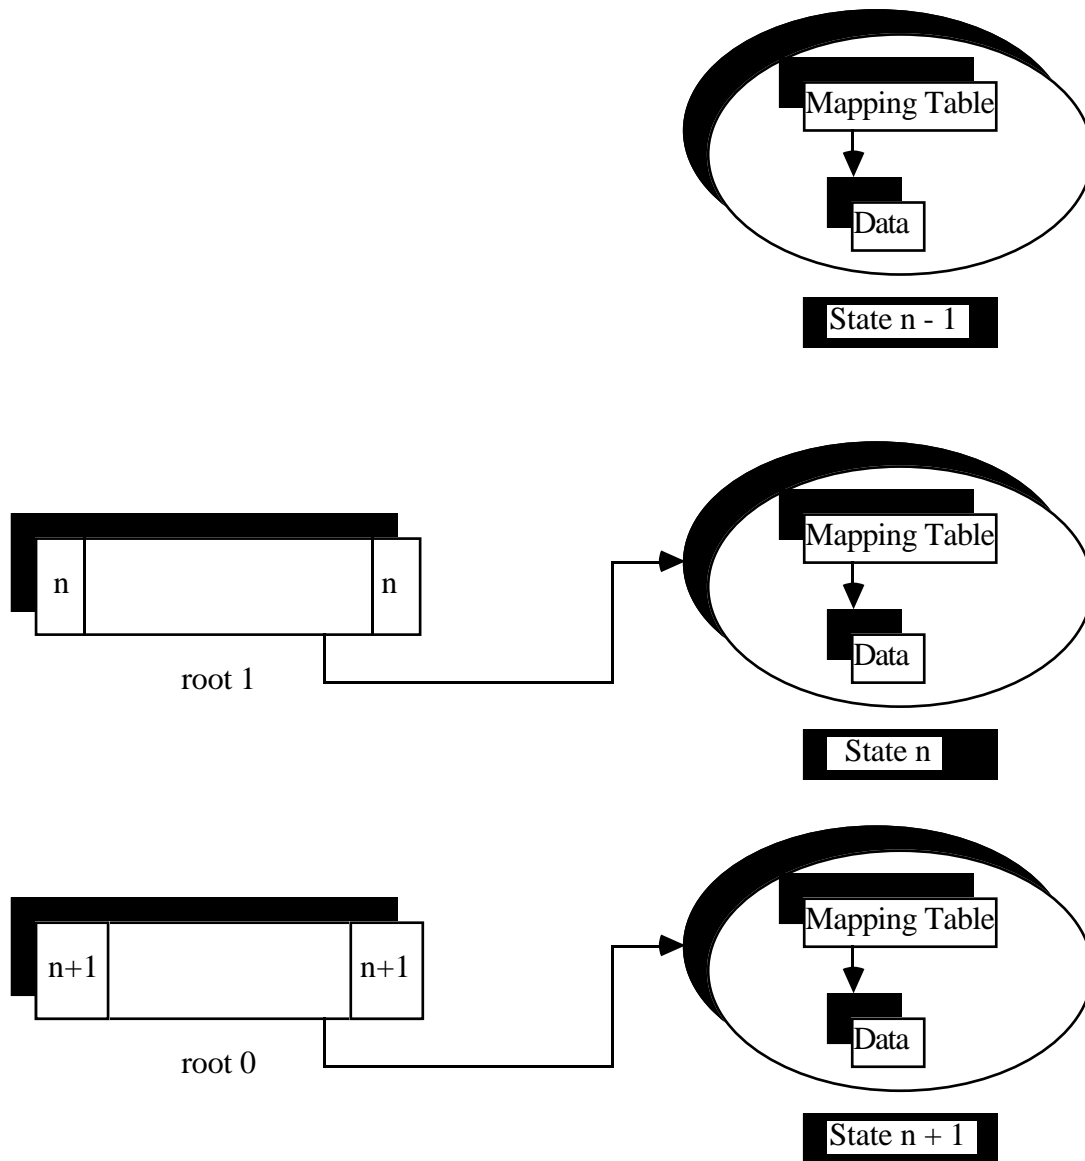 Mapping Table
Data
State n - 1
Mapping Table
n
n
Data
root 1
State n
Mapping Table
n+1
n+1
Data
root 0
State n + 1